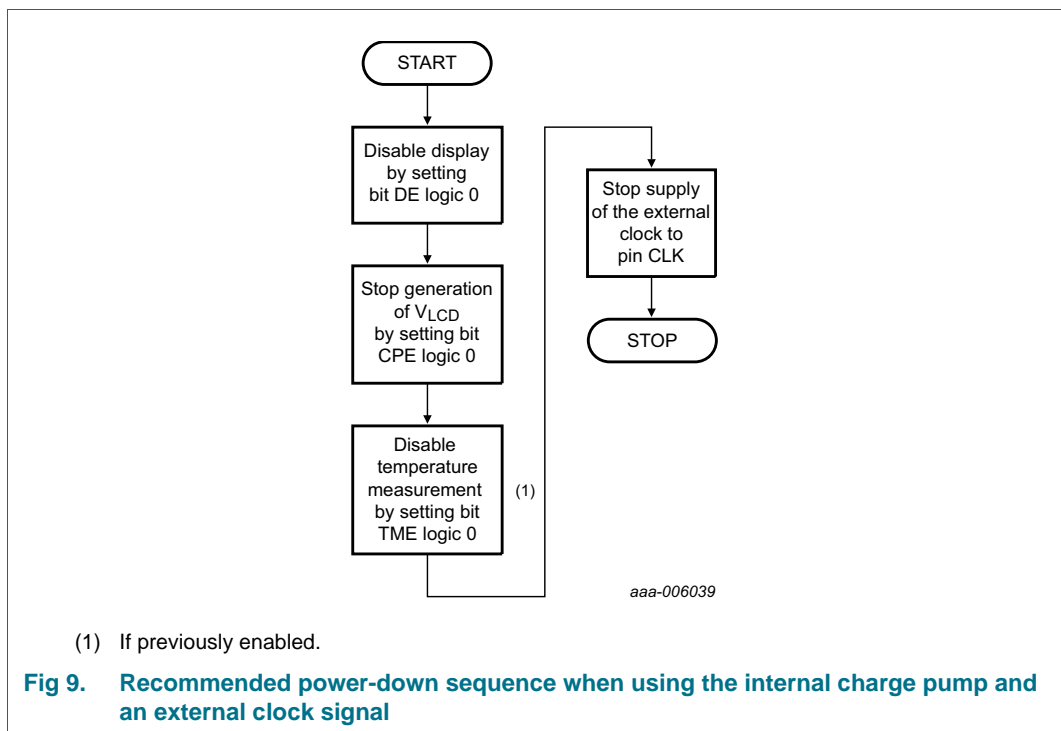 START
Disable display
by setting
bit DE logic 0
Stop generation
of VLCD
by setting bit
CPE logic 0
Disable
temperature
measurement
by setting bit
TME logic 0
(1)
Stop supply
of the external
clock to
pin CLK
STOP
aaa-006039
(1) If previously enabled.
Fig 9. Recommended power-down sequence when using the internal charge pump and
an external clock signal